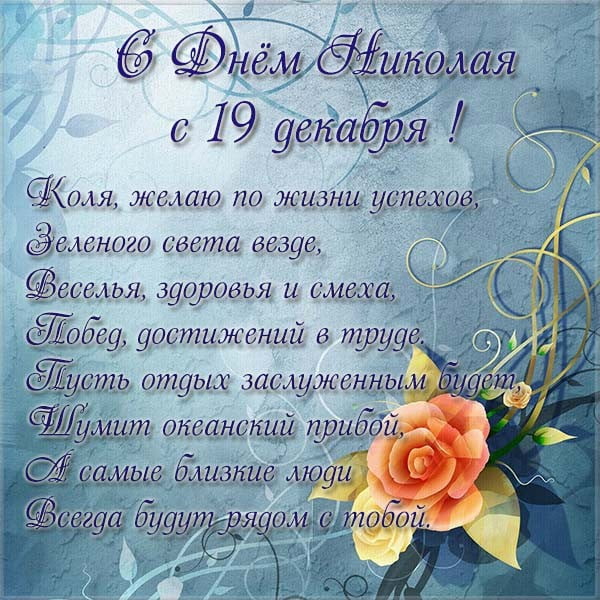 С Днём Николая
с 19 декабря !
Коля, желаю по жизни успехов,
Зеленого света везде,
Веселья, здоровья и смеха,
Побед, достижений в труде.
Пусть отдых заслуженным будет,
Шумит океанский прибой,
А самые близкие люди
Всегда будут рядом с тобой.